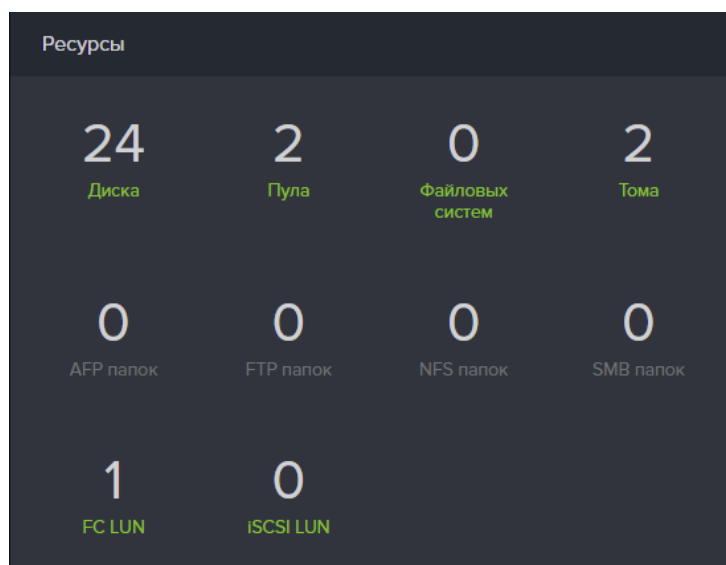 Ресурсы
24 2 0 2
Диска Пула Файловых систем Тома
0 0 0 0
AFP папок FTP папок NFS папок SMB папок
1 0
FC LUN iSCSI LUN